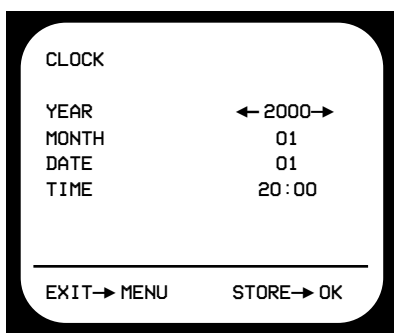 CLOCK
YEAR ←2000→
MONTH 01
DATE 01
TIME 20:00
EXIT→ MENU STORE→ OK